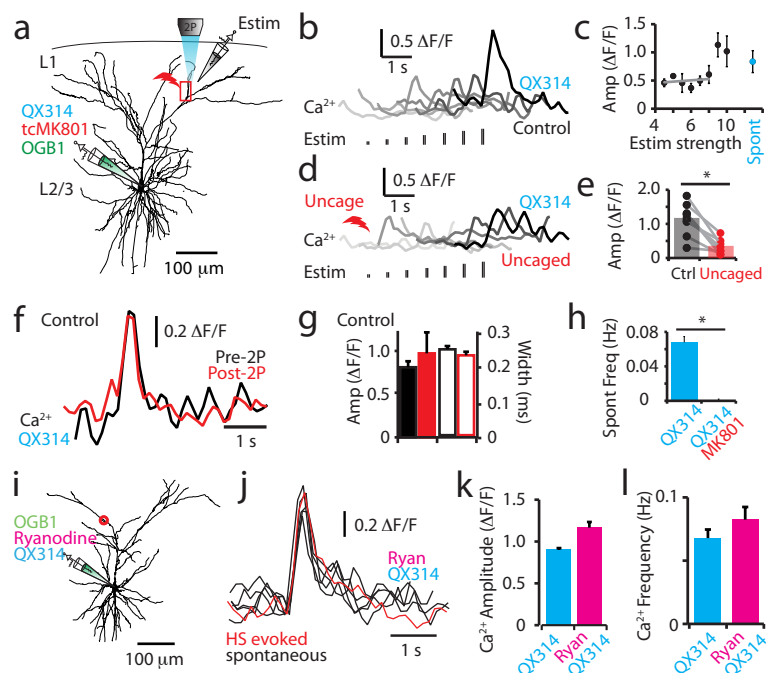 a
2P
Estim
L1
QX314
tcMK801
OGB1
L2/3
100 µm
b
0.5 ΔF/F
1 s
QX314
Ca²⁺
Control
Estim
c
Amp (ΔF/F)
1.5
1.0
0.5
0
4 6 8 10
Estim strength
Spont
d
0.5 ΔF/F
1 s
Uncage
QX314
Ca²⁺
Uncaged
Estim
e
*
Amp (ΔF/F)
2.0
1.0
0
Ctrl Uncaged
f
Control
0.2 ΔF/F
Pre-2P
Post-2P
Ca²⁺
QX314
1 s
g
Control
Amp (ΔF/F)
1.0
0.5
0
0.3
0.2
0.1
0
Width (ms)
h
*
Spont Freq (Hz)
0.08
0.04
0
QX314
QX314
MK801
i
OGB1
Ryanodine
QX314
100 µm
j
0.2 ΔF/F
Ryan
QX314
HS evoked
spontaneous
1 s
k
Ca²⁺ Amplitude (ΔF/F)
1.5
1.0
0.5
0
QX314
Ryan
QX314
l
Ca²⁺ Frequency (Hz)
0.1
0
QX314
Ryan
QX314